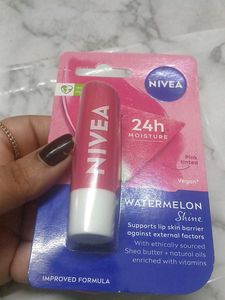 NIVEA
24h
MOISTURE
NIVEA
Pink
tinted
Vegan*
WATERMELON
Shine
Supports lip skin barrier
against external factors
With ethically sourced
Shea butter + natural oils
enriched with vitamins
IMPROVED FORMULA